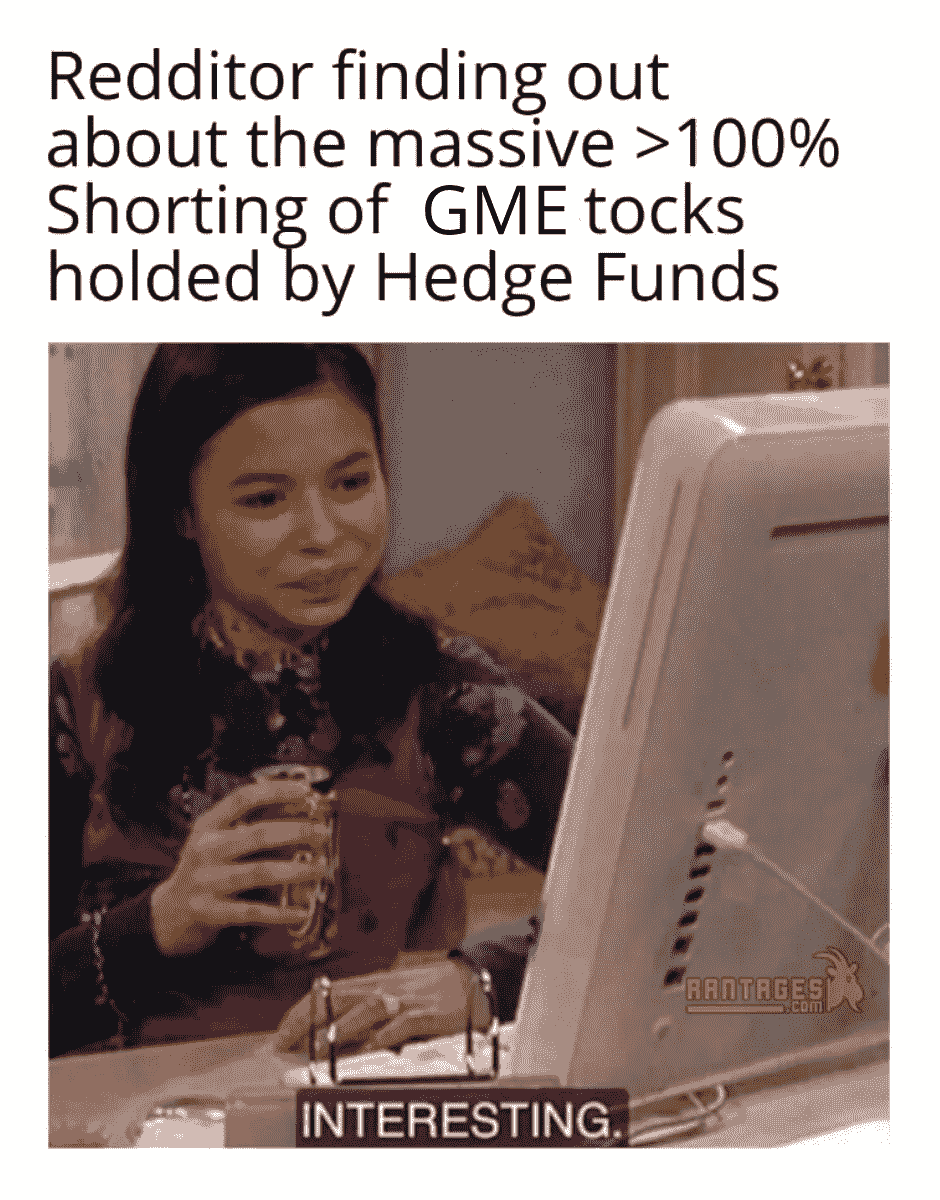 Redditor finding out
about the massive >100%
Shorting of GME tocks
holded by Hedge Funds
RANTAGES
.com
INTERESTING.